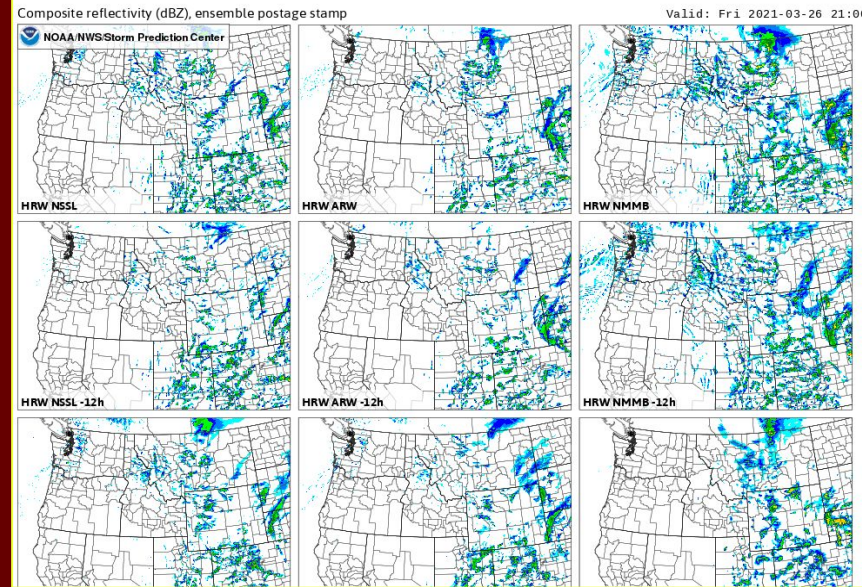 Composite reflectivity (dBZ), ensemble postage stamp
Valid: Fri 2021-03-26 21:00
NOAA/NWS/Storm Prediction Center
HRW NSSL
HRW ARW
HRW NMMB
HRW NSSL -12h
HRW ARW -12h
HRW NMMB -12h